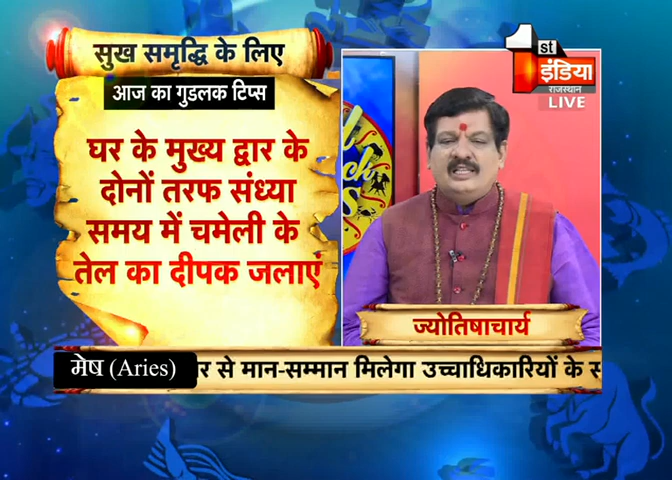 सुख समृद्धि के लिए
आज का गुडलक टिप्स
घर के मुख्य द्वार के
दोनों तरफ संध्या
समय में चमेली के
तेल का दीपक जलाएं
1st
इंडिया
राजस्थान
LIVE
ज्योतिषाचार्य
मेष (Aries)
से मान-सम्मान मिलेगा उच्चाधिकारियों के